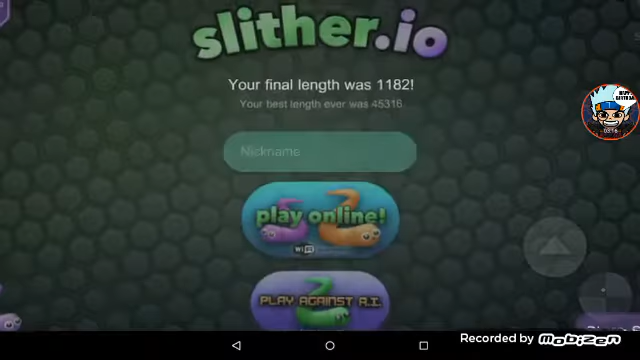 slither.io
Your final length was 1182!
Your best length ever was 45316
Nickname
play online!
WiFi
PLAY AGAINST A.I.
Recorded by Mobizen